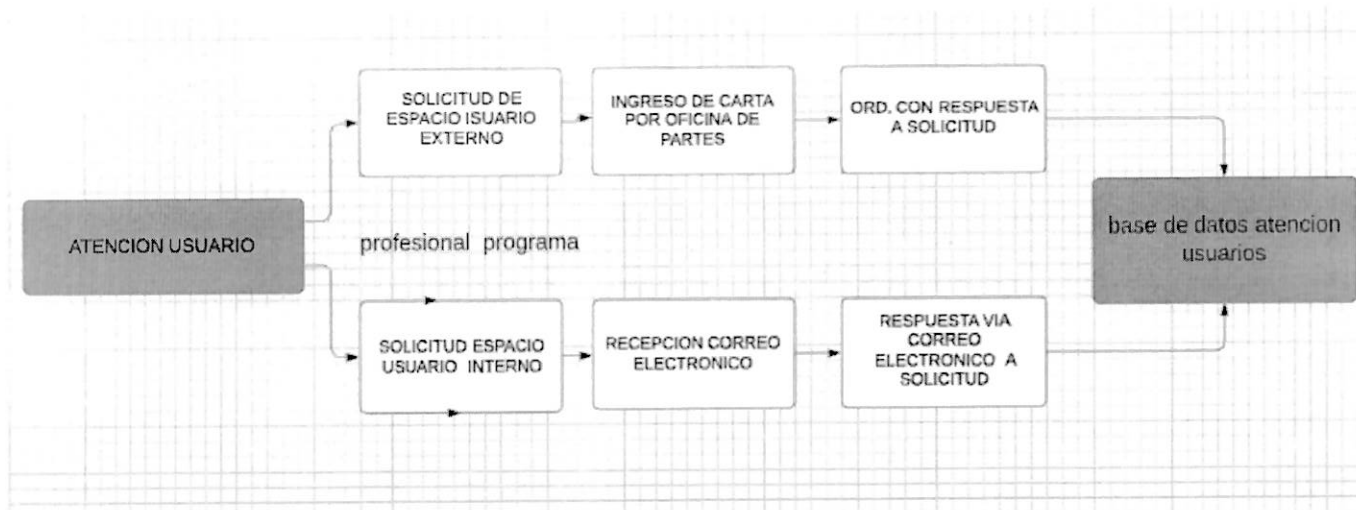 SOLICITUD DE
ESPACIO ISUARIO
EXTERNO
INGRESO DE CARTA
POR OFICINA DE
PARTES
ORD. CON RESPUESTA
A SOLICITUD
ATENCION USUARIO
profesional programa
base de datos atencion
usuarios
SOLICITUD ESPACIO
USUARIO INTERNO
RECEPCION CORREO
ELECTRONICO
RESPUESTA VIA
CORREO
ELECTRONICO A
SOLICITUD